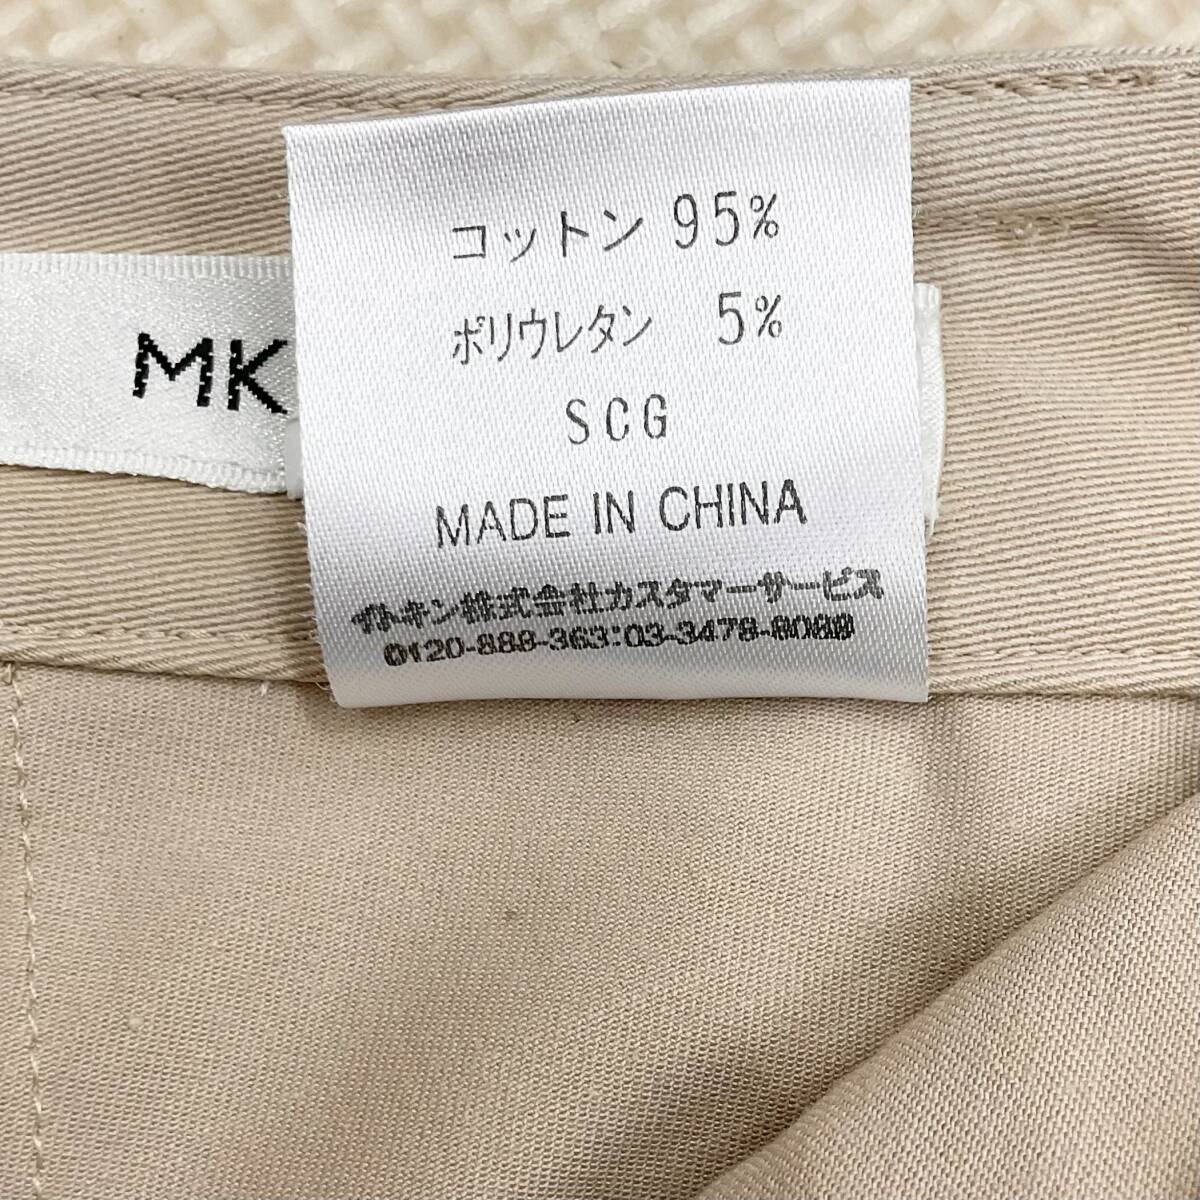 コットン 95%
ポリウレタン 5%
SCG
MADE IN CHINA
イトキン株式会社カスタマーサービス
0120-888-363:03-3478-8088
MK